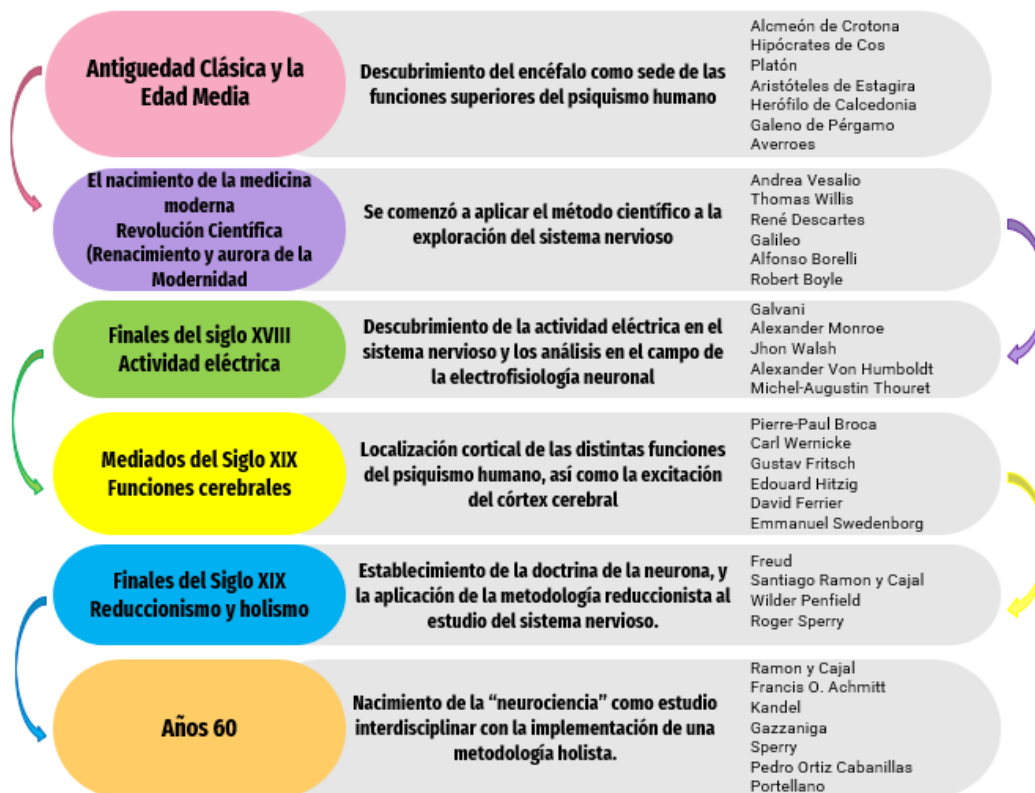 Antiguedad Clásica y la
Edad Media
Descubrimiento del encéfalo como sede de las
funciones superiores del psiquismo humano
Alcmeón de Crotona
Hipócrates de Cos
Platón
Aristóteles de Estagira
Herófilo de Calcedonia
Galeno de Pérgamo
Averroes
El nacimiento de la medicina
moderna
Revolución Científica
(Renacimiento y aurora de la
Modernidad
Se comenzó a aplicar el método científico a la
exploración del sistema nervioso
Andrea Vesalio
Thomas Willis
René Descartes
Galileo
Alfonso Borelli
Robert Boyle
Finales del siglo XVIII
Actividad eléctrica
Descubrimiento de la actividad eléctrica en el
sistema nervioso y los análisis en el campo de
la electrofisiología neuronal
Galvani
Alexander Monroe
Jhon Walsh
Alexander Von Humboldt
Michel-Augustin Thouret
Mediados del Siglo XIX
Funciones cerebrales
Localización cortical de las distintas funciones
del psiquismo humano, así como la excitación
del córtex cerebral
Pierre-Paul Broca
Carl Wernicke
Gustav Fritsch
Edouard Hitzig
David Ferrier
Emmanuel Swedenborg
Finales del Siglo XIX
Reduccionismo y holismo
Establecimiento de la doctrina de la neurona, y
la aplicación de la metodología reduccionista al
estudio del sistema nervioso.
Freud
Santiago Ramon y Cajal
Wilder Penfield
Roger Sperry
Años 60
Nacimiento de la “neurociencia” como estudio
interdisciplinar con la implementación de una
metodología holista.
Ramon y Cajal
Francis O. Achmitt
Kandel
Gazzaniga
Sperry
Pedro Ortiz Cabanillas
Portellano